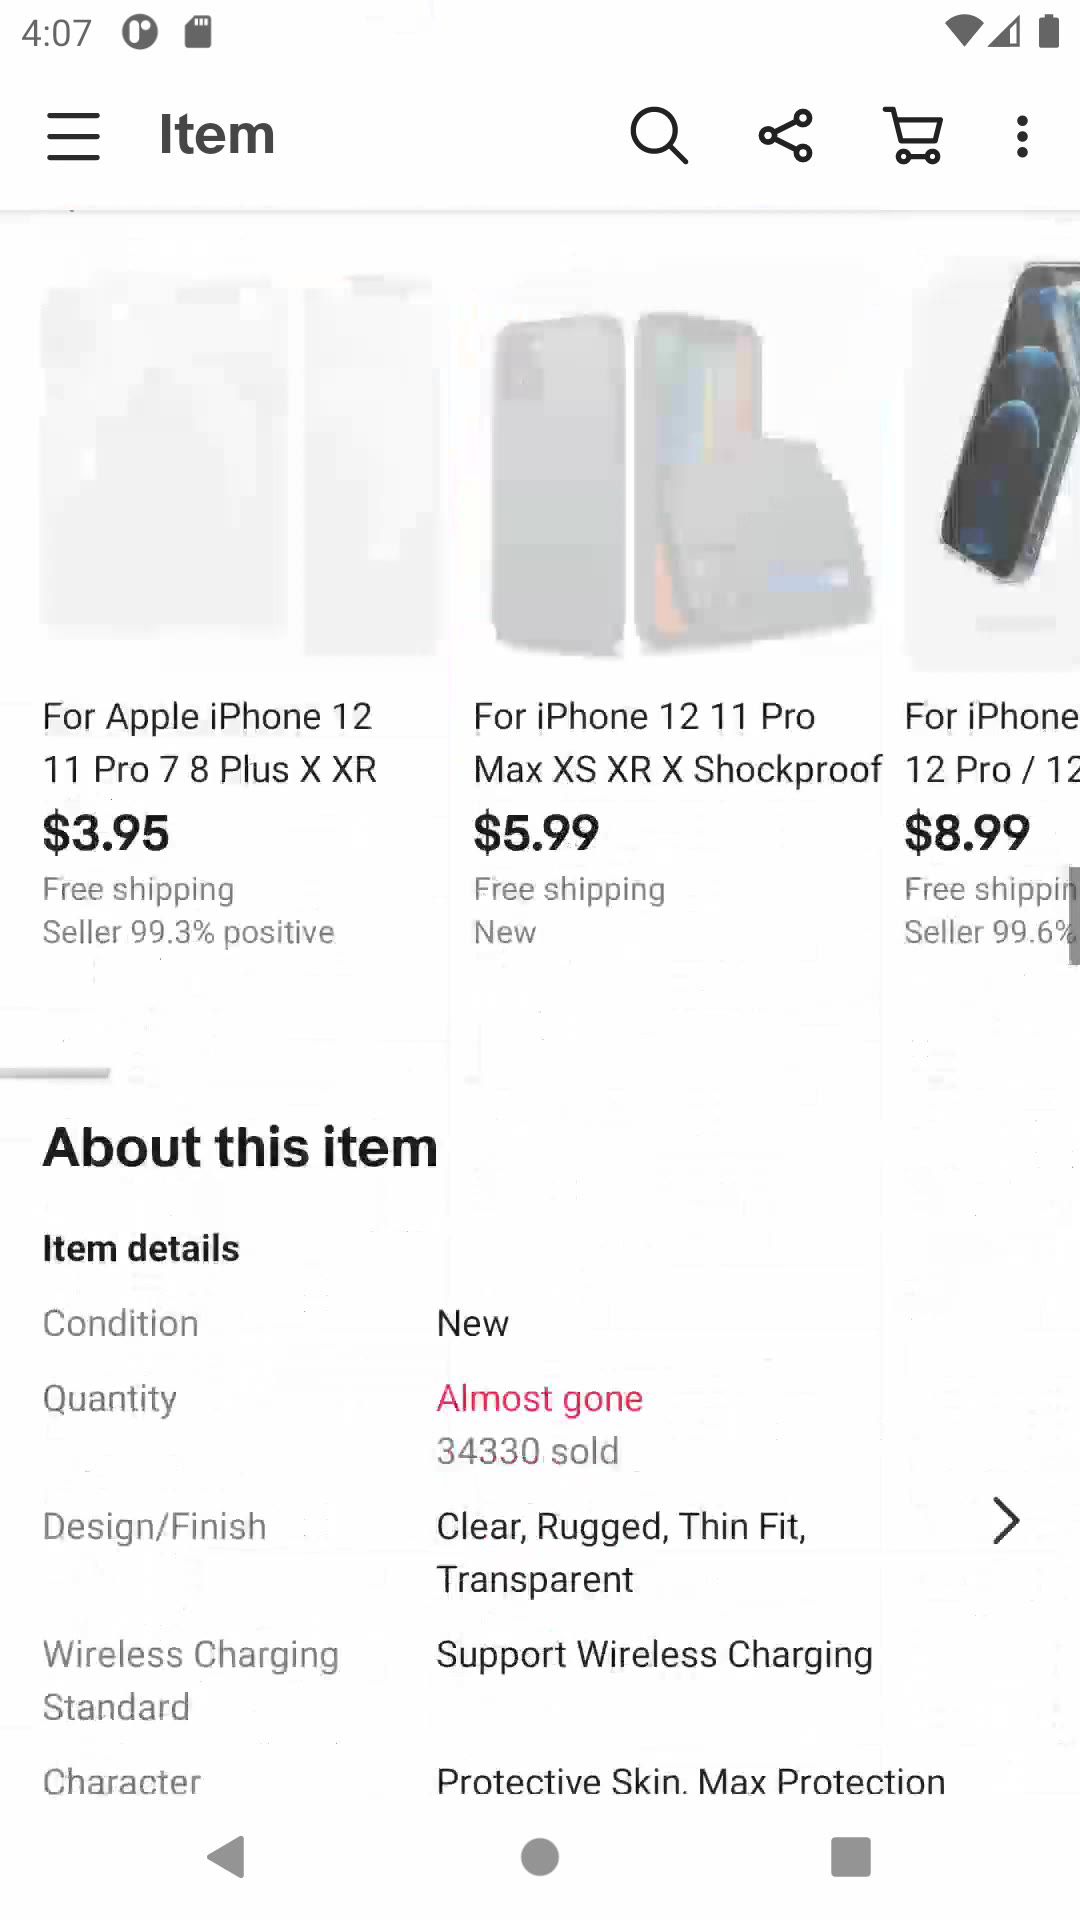 4:07
Item
For Apple iPhone 12
11 Pro 7 8 Plus X XR
$3.95
Free shipping
Seller 99.3% positive
For iPhone 12 11 Pro
Max XS XR X Shockproof
$5.99
Free shipping
New
For iPhone
12 Pro / 12
$8.99
Free shippin
Seller 99.6%
About this item
Item details
Condition
New
Quantity
Almost gone
34330 sold
Design/Finish
Clear, Rugged, Thin Fit,
Transparent
Wireless Charging
Standard
Support Wireless Charging
Character
Protective Skin, Max Protection